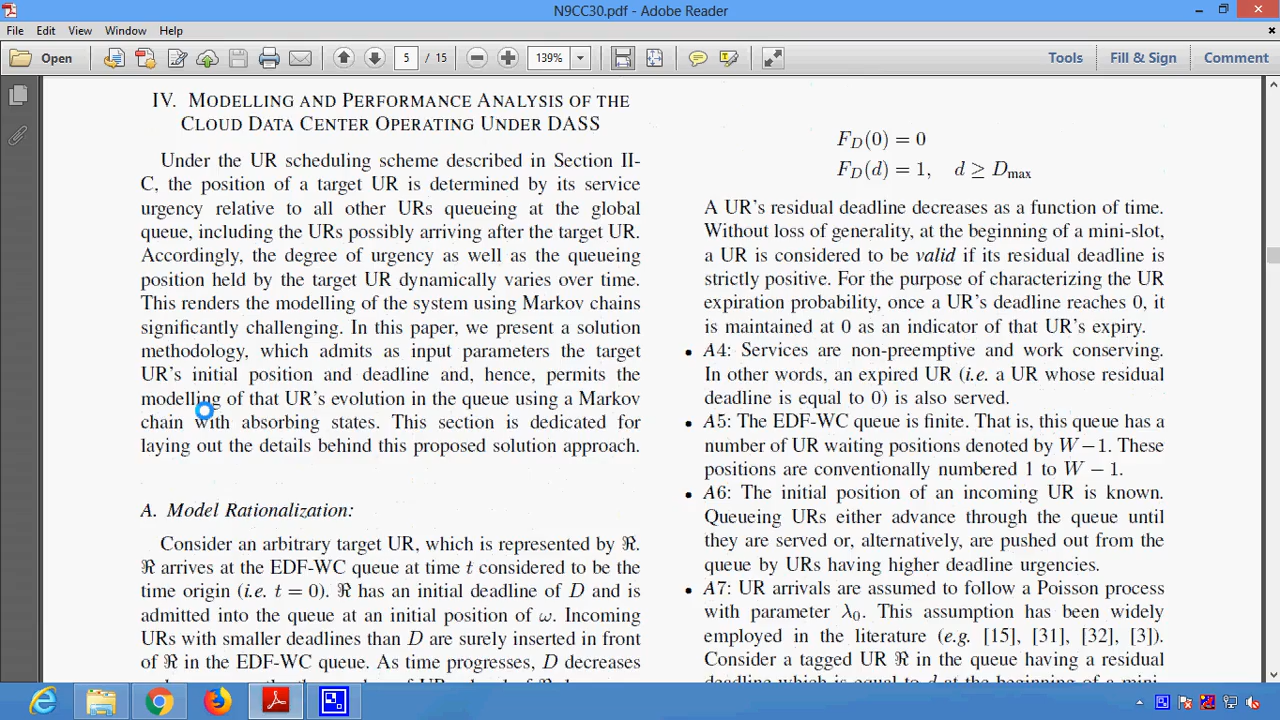 N9CC30.pdf - Adobe Reader
File Edit View Window Help
Open 5 / 15 139% Tools Fill & Sign Comment
IV. MODELLING AND PERFORMANCE ANALYSIS OF THE
CLOUD DATA CENTER OPERATING UNDER DASS
Under the UR scheduling scheme described in Section II-
C, the position of a target UR is determined by its service
urgency relative to all other URs queueing at the global
queue, including the URs possibly arriving after the target UR.
Accordingly, the degree of urgency as well as the queueing
position held by the target UR dynamically varies over time.
This renders the modelling of the system using Markov chains
significantly challenging. In this paper, we present a solution
methodology, which admits as input parameters the target
UR's initial position and deadline and, hence, permits the
modelling of that UR's evolution in the queue using a Markov
chain with absorbing states. This section is dedicated for
laying out the details behind this proposed solution approach.
A. Model Rationalization:
Consider an arbitrary target UR, which is represented by ℜ.
ℜ arrives at the EDF-WC queue at time t considered to be the
time origin (i.e. t = 0). ℜ has an initial deadline of D and is
admitted into the queue at an initial position of ω. Incoming
URs with smaller deadlines than D are surely inserted in front
of ℜ in the EDF-WC queue. As time progresses, D decreases
F_D(0) = 0
F_D(d) = 1, d ≥ D_max
A UR's residual deadline decreases as a function of time.
Without loss of generality, at the beginning of a mini-slot,
a UR is considered to be valid if its residual deadline is
strictly positive. For the purpose of characterizing the UR
expiration probability, once a UR's deadline reaches 0, it
is maintained at 0 as an indicator of that UR's expiry.
• A4: Services are non-preemptive and work conserving.
In other words, an expired UR (i.e. a UR whose residual
deadline is equal to 0) is also served.
• A5: The EDF-WC queue is finite. That is, this queue has a
number of UR waiting positions denoted by W − 1. These
positions are conventionally numbered 1 to W − 1.
• A6: The initial position of an incoming UR is known.
Queueing URs either advance through the queue until
they are served or, alternatively, are pushed out from the
queue by URs having higher deadline urgencies.
• A7: UR arrivals are assumed to follow a Poisson process
with parameter λ₀. This assumption has been widely
employed in the literature (e.g. [15], [31], [32], [3]).
Consider a tagged UR ℜ in the queue having a residual
deadline which is equal to d at the beginning of a mini-